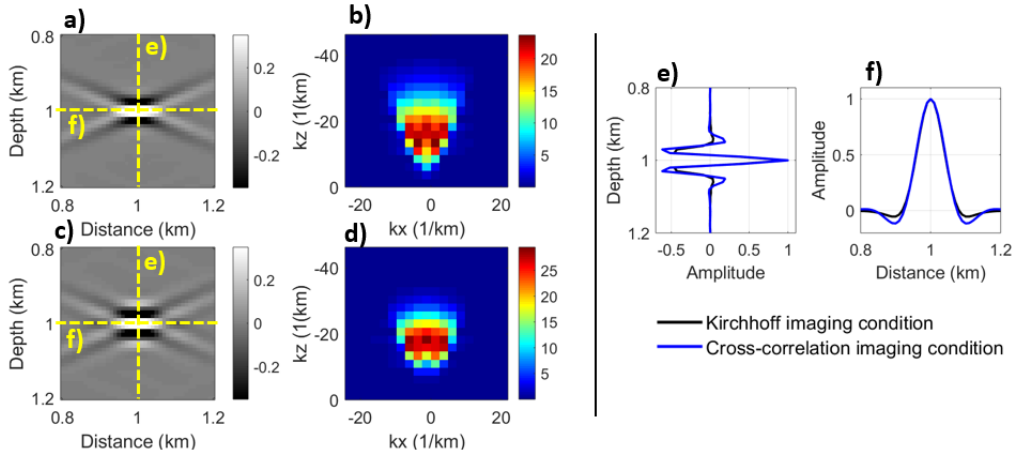 a)
0.8
1
1.2
Depth (km)
e)
f)
0.8
1
1.2
Distance (km)
0.2
0
-0.2
b)
-40
-20
0
kz (1(km)
-20
0
20
kx (1/km)
20
15
10
5
c)
0.8
1
1.2
Depth (km)
e)
f)
0.8
1
1.2
Distance (km)
0.2
0
-0.2
d)
-40
-20
0
kz (1(km)
-20
0
20
kx (1/km)
25
20
15
10
5
e)
0.8
1
1.2
Depth (km)
-0.5
0
0.5
1
Amplitude
f)
1
0.5
0
Amplitude
0.8
1
1.2
Distance (km)
Kirchhoff imaging condition
Cross-correlation imaging condition